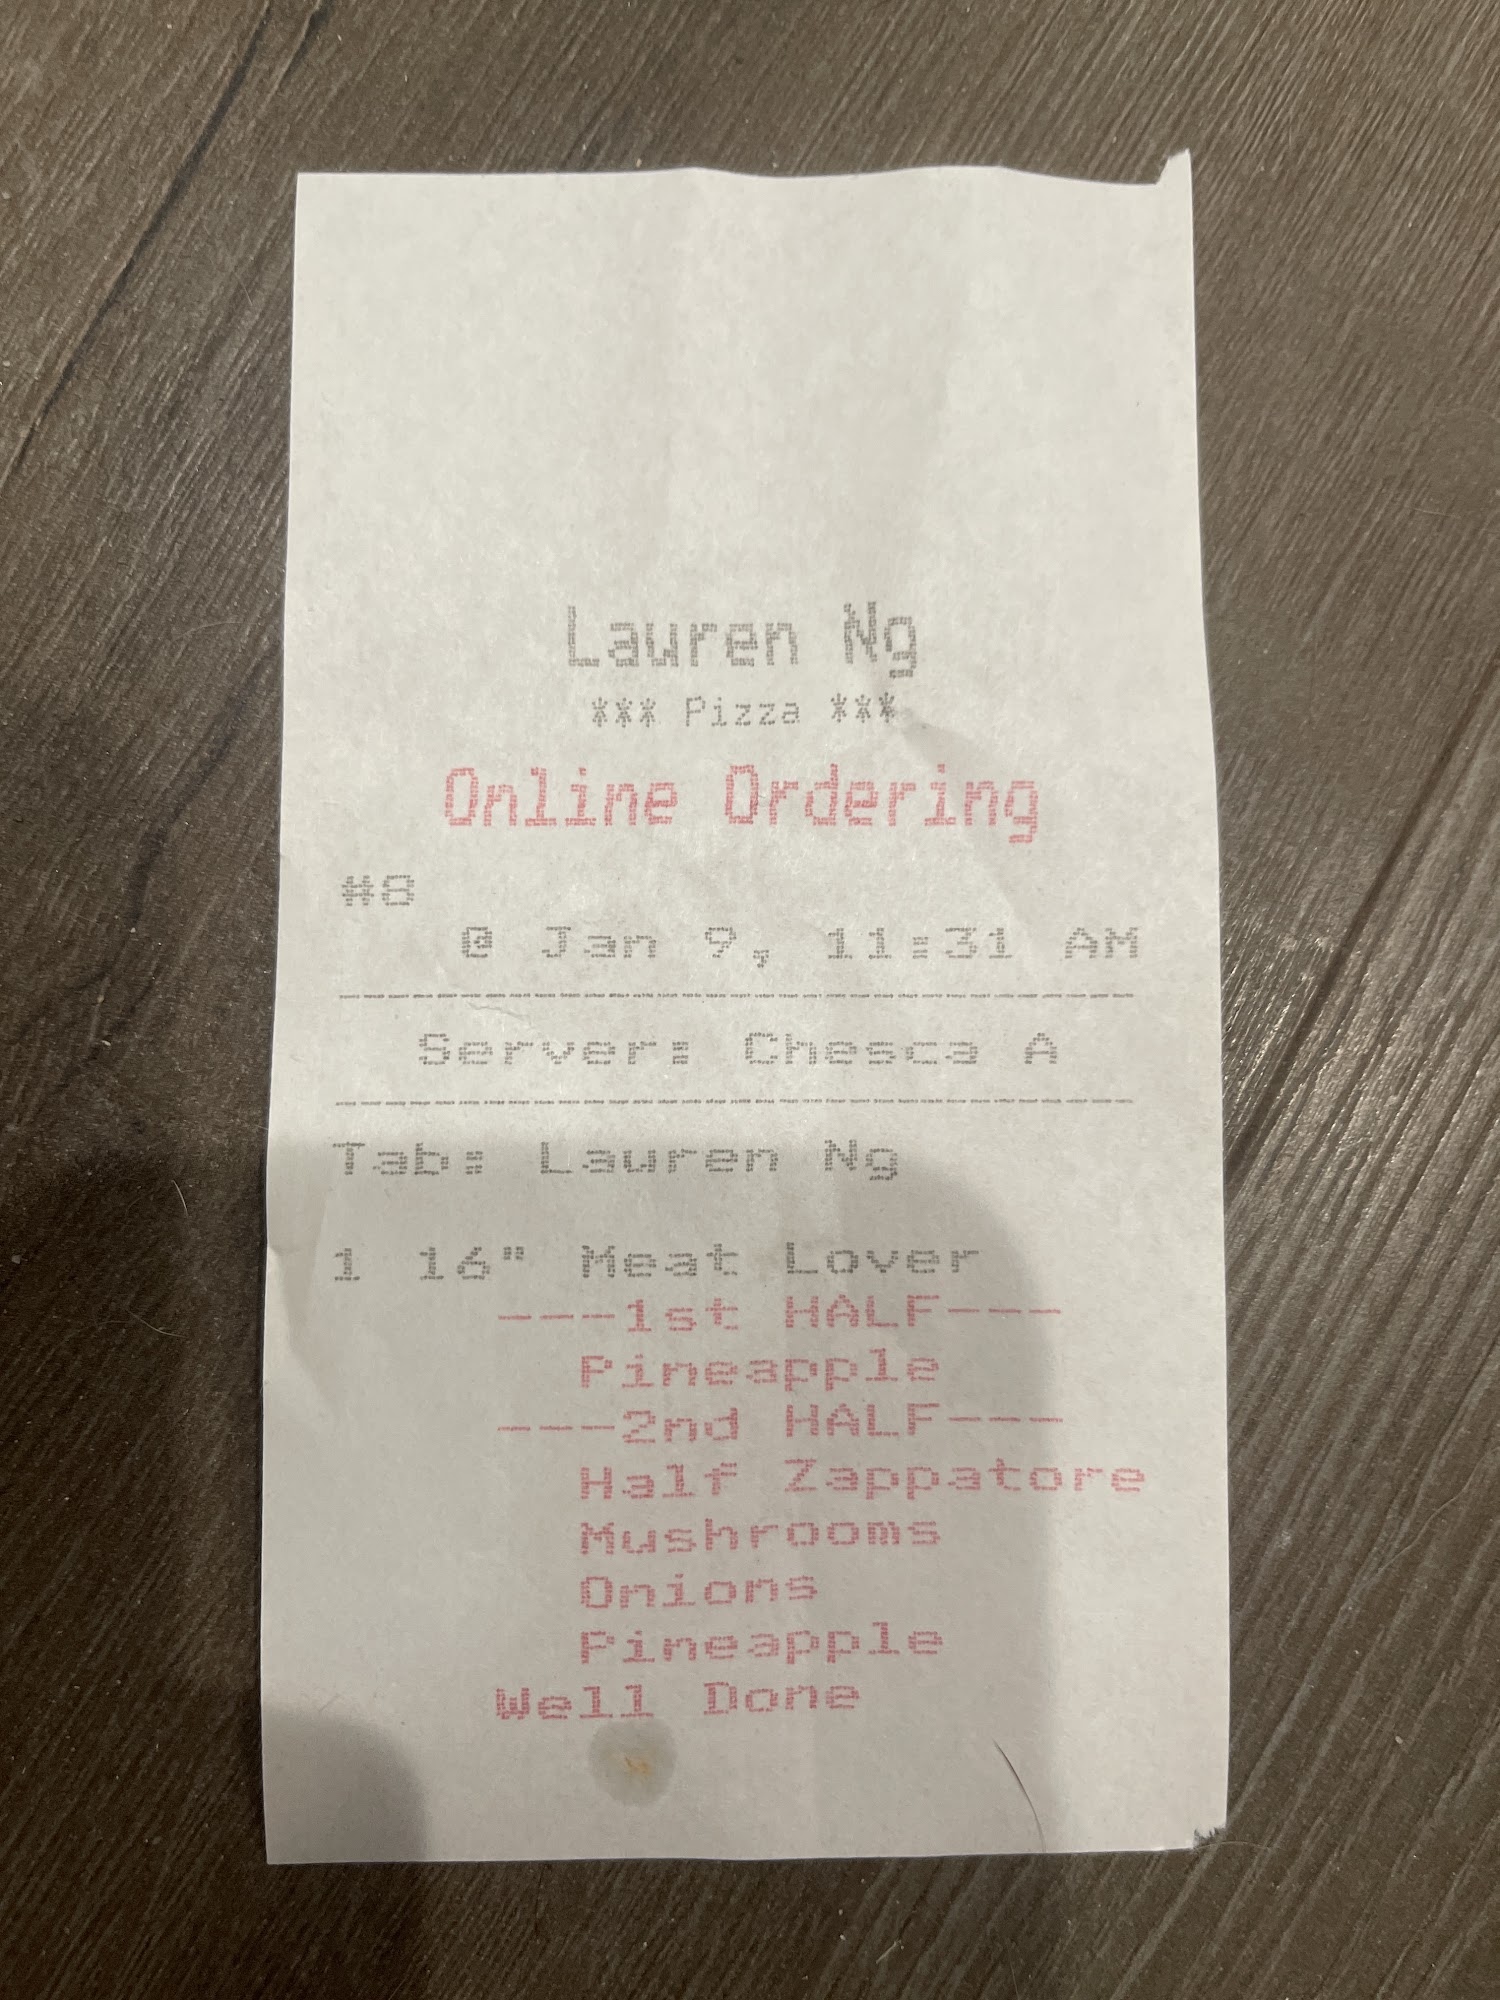 Lauren Ng
*** Pizza ***
Online Ordering
#8
@ Jan 9, 11:31 AM
Server: Chesca A
Tab: Lauren Ng
1 16" Meat Lover
---1st HALF---
Pineapple
---2nd HALF---
Half Zappatore
Mushrooms
Onions
Pineapple
Well Done